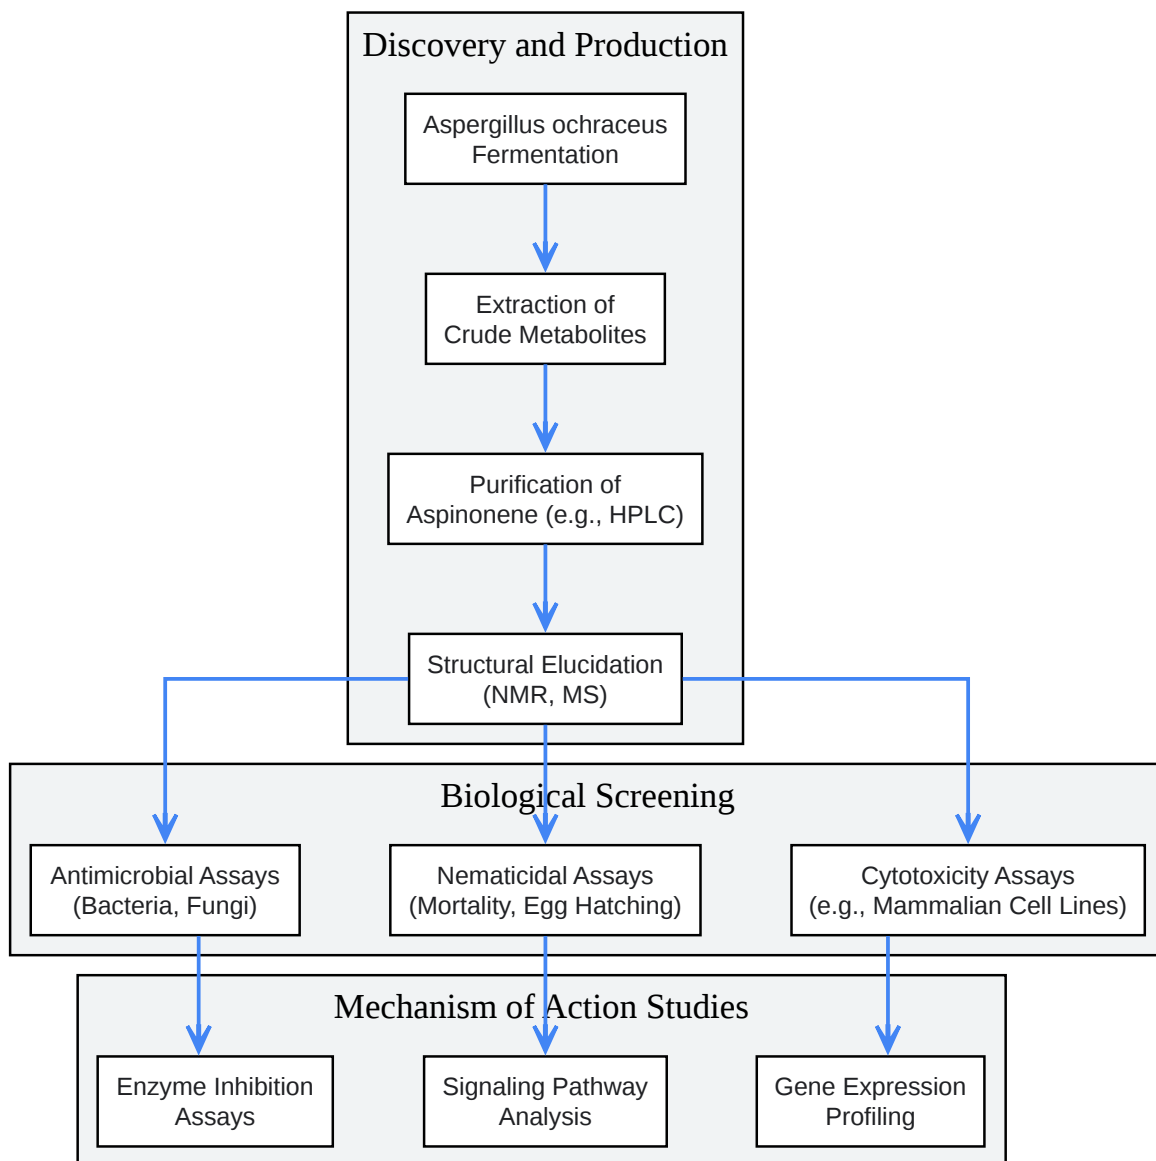 Discovery and Production
Aspergillus ochraceus
Fermentation
Extraction of
Crude Metabolites
Purification of
Aspinonene (e.g., HPLC)
Structural Elucidation
(NMR, MS)
Biological Screening
Antimicrobial Assays
(Bacteria, Fungi)
Nematicidal Assays
(Mortality, Egg Hatching)
Cytotoxicity Assays
(e.g., Mammalian Cell Lines)
Mechanism of Action Studies
Enzyme Inhibition
Assays
Signaling Pathway
Analysis
Gene Expression
Profiling